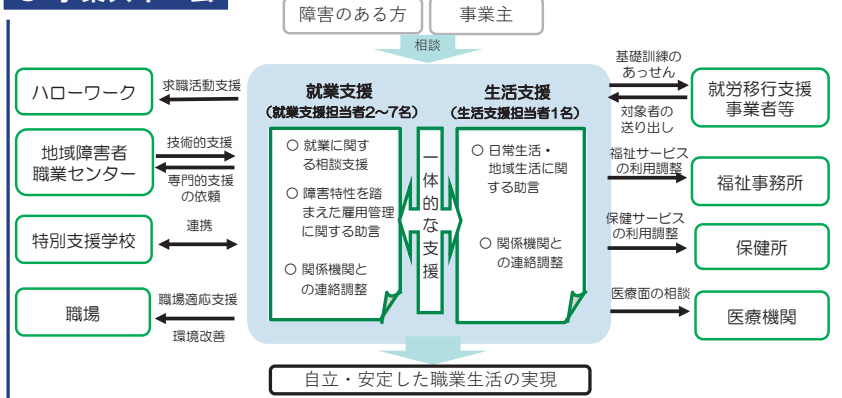 障害のある方
事業主
相談
ハローワーク
求職活動支援
地域障害者
職業センター
技術的支援
専門的支援
の依頼
特別支援学校
連携
職場
職場適応支援
環境改善
就業支援
(就業支援担当者2〜7名)
○ 就業に関す
る相談支援
○ 障害特性を踏
まえた雇用管理
に関する助言
○ 関係機関と
の連絡調整
一体的な支援
生活支援
(生活支援担当者1名)
○ 日常生活・
地域生活に関
する助言
○ 関係機関と
の連絡調整
基礎訓練の
あっせん
対象者の
送り出し
就労移行支援
事業者等
福祉サービス
の利用調整
福祉事務所
保健サービス
の利用調整
保健所
医療面の相談
医療機関
自立・安定した職業生活の実現